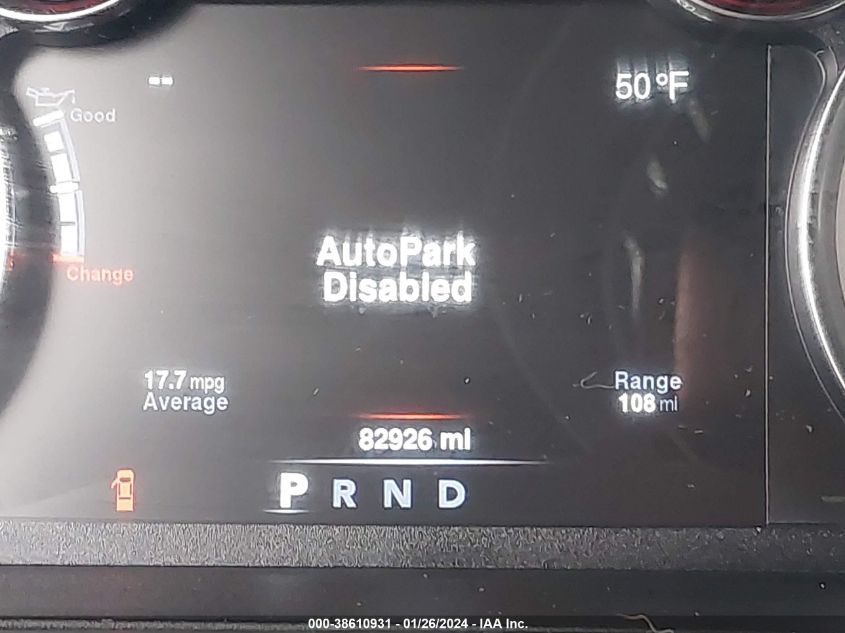 --
50°F
Good
AutoPark
Disabled
Change
17.7 mpg
Average
Range
108 mi
82926 mi
P R N D
000-38610931 - 01/26/2024 - IAA Inc.